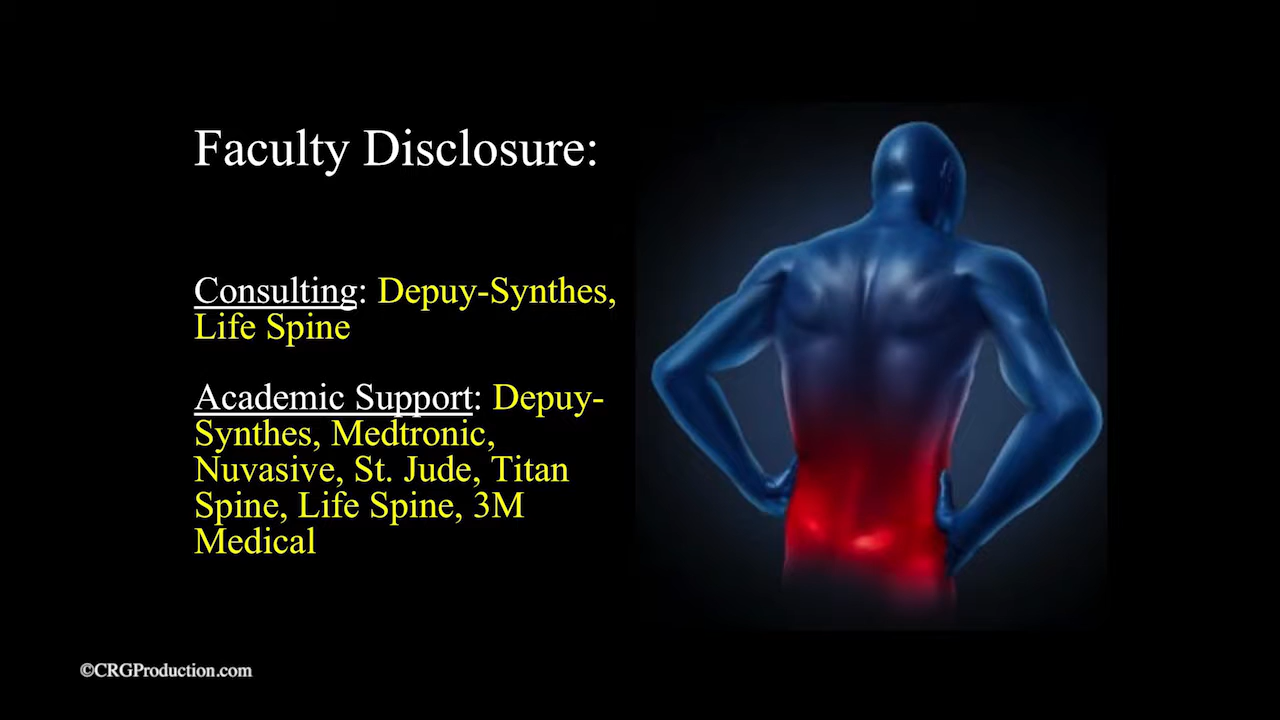 Faculty Disclosure:
Consulting: Depuy-Synthes,
Life Spine
Academic Support: Depuy-
Synthes, Medtronic,
Nuvasive, St. Jude, Titan
Spine, Life Spine, 3M
Medical
©CRGProduction.com